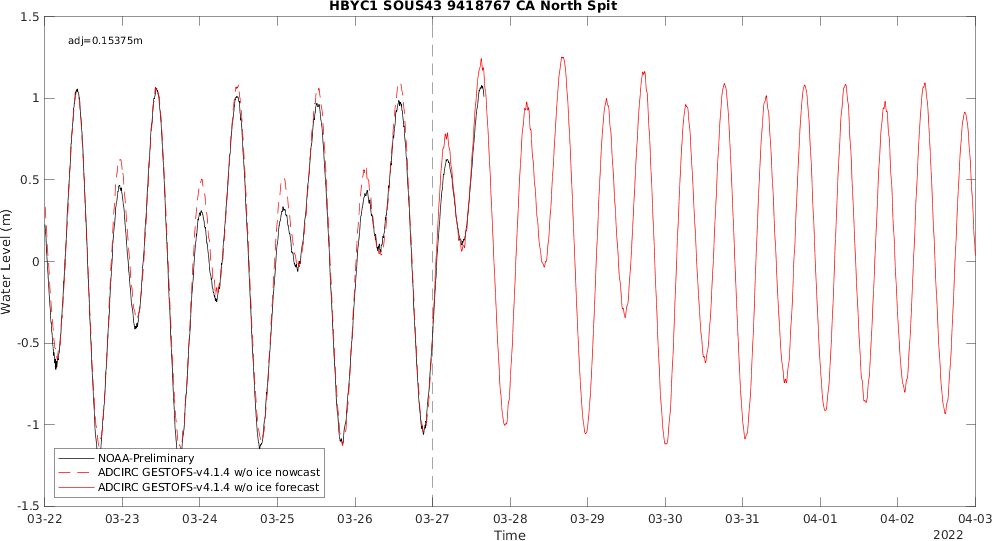 HBYC1 SOUS43 9418767 CA North Spit
adj=0.15375m
1.5
1
0.5
0
-0.5
-1
-1.5
Water Level (m)
NOAA-Preliminary
ADCIRC GESTOFS-v4.1.4 w/o ice nowcast
ADCIRC GESTOFS-v4.1.4 w/o ice forecast
03-22 03-23 03-24 03-25 03-26 03-27 03-28 03-29 03-30 03-31 04-01 04-02 04-03
Time
2022